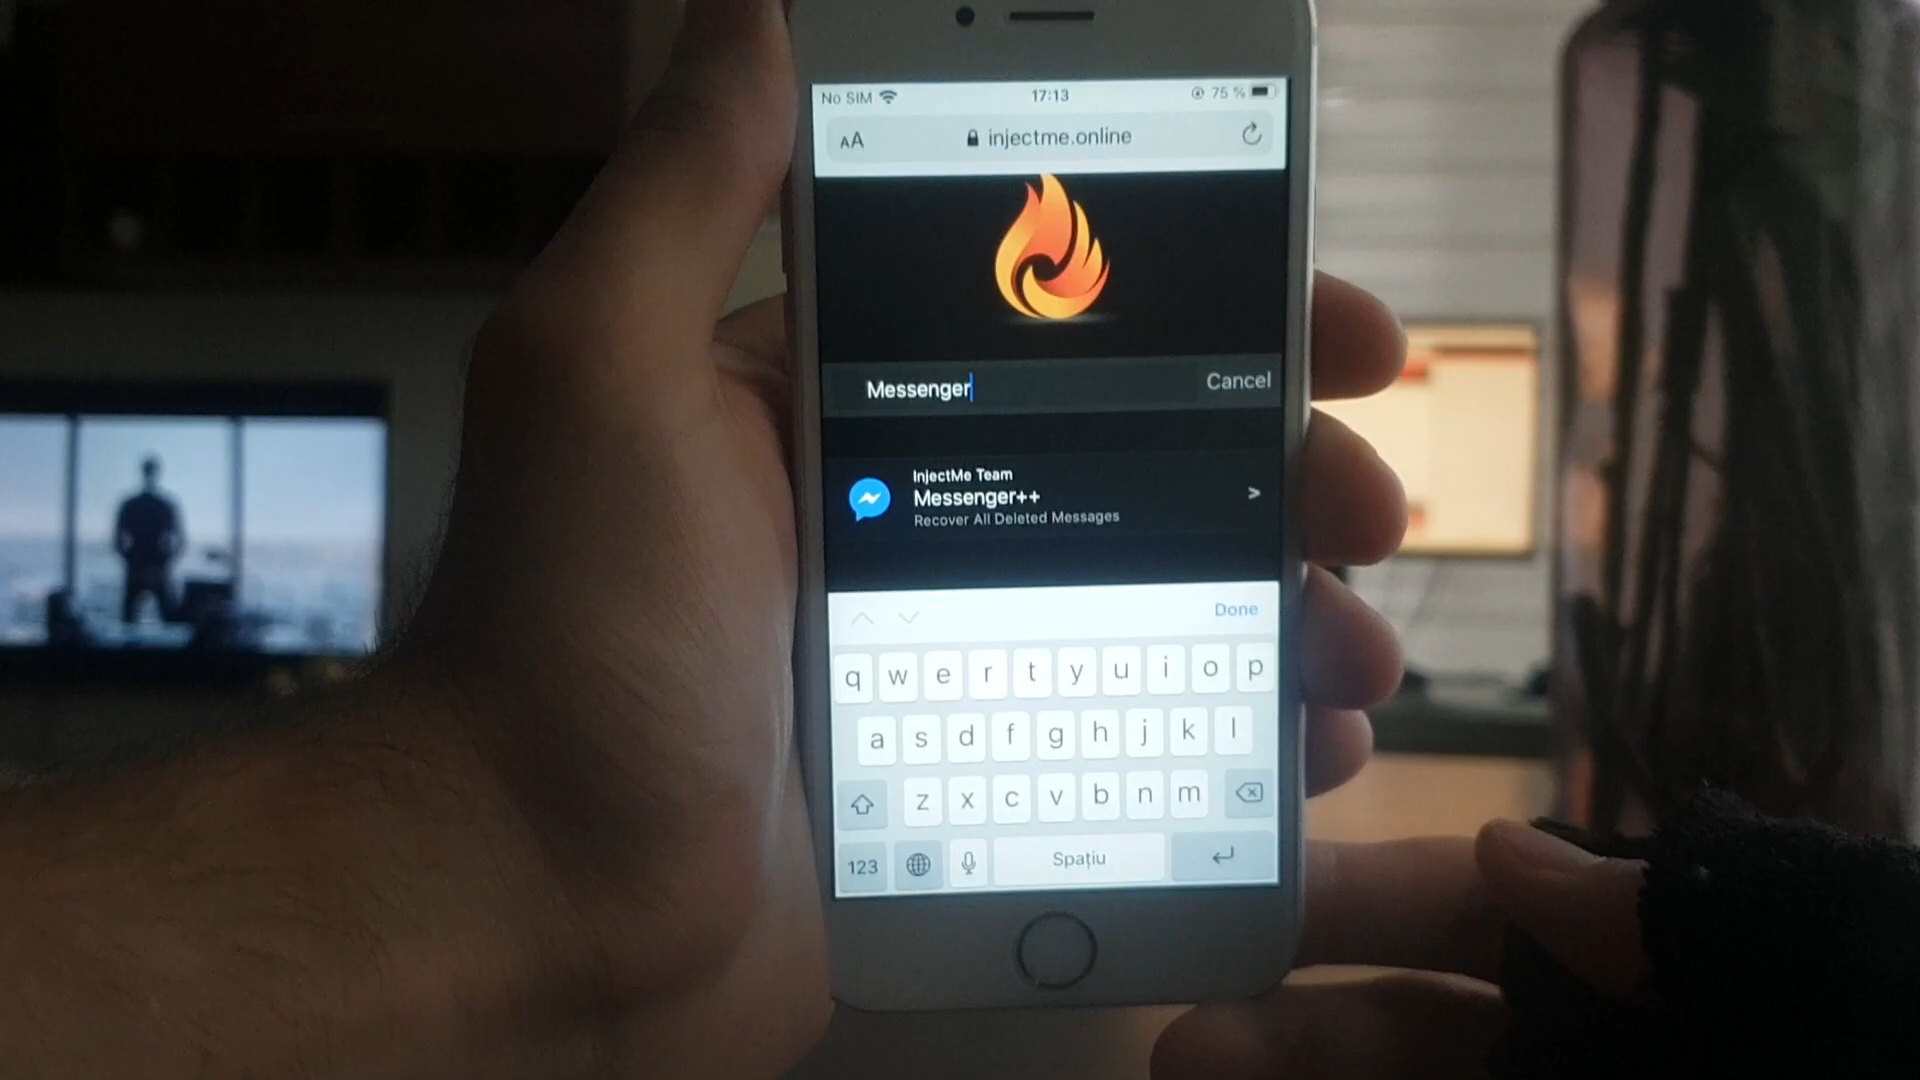 No SIM 17:13 75 %
AA injectme.online
Messenger Cancel
InjectMe Team
Messenger++ >
Recover All Deleted Messages
Done
q w e r t y u i o p
a s d f g h j k l
z x c v b n m
123 Spațiu